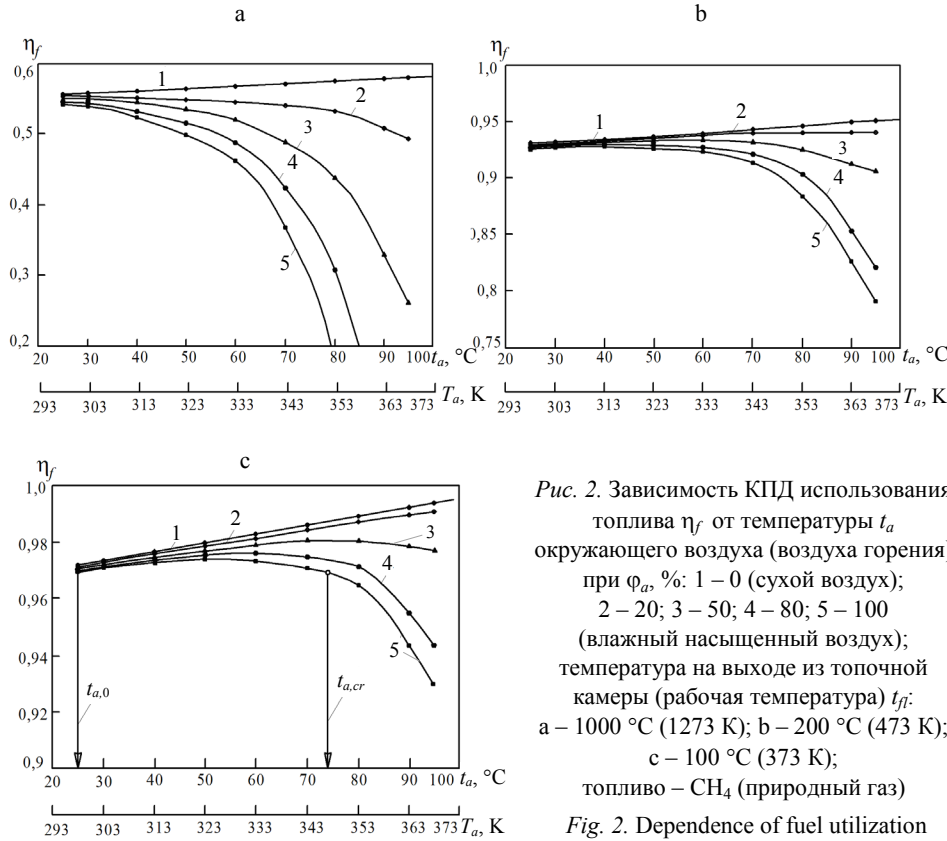 a
η_f
0,6
0,5
0,4
0,3
0,2
1
2
3
4
5
20 30 40 50 60 70 80 90 100 t_a, °C
293 303 313 323 333 343 353 363 373 T_a, K
b
η_f
1,0
0,95
0,9
0,85
0,8
0,75
1
2
3
4
5
20 30 40 50 60 70 80 90 100 t_a, °C
293 303 313 323 333 343 353 363 373 T_a, K
c
η_f
1,0
0,98
0,96
0,94
0,92
0,9
1
2
3
4
5
t_a,0
t_a,cr
20 30 40 50 60 70 80 90 100 t_a, °C
293 303 313 323 333 343 353 363 373 T_a, K
Рис. 2. Зависимость КПД использования
топлива η_f от температуры t_a
окружающего воздуха (воздуха горения)
при φ_a, %: 1 – 0 (сухой воздух);
2 – 20; 3 – 50; 4 – 80; 5 – 100
(влажный насыщенный воздух);
температура на выходе из топочной
камеры (рабочая температура) t_fl:
a – 1000 °C (1273 K); b – 200 °C (473 K);
c – 100 °C (373 K);
топливо – CH₄ (природный газ)
Fig. 2. Dependence of fuel utilization